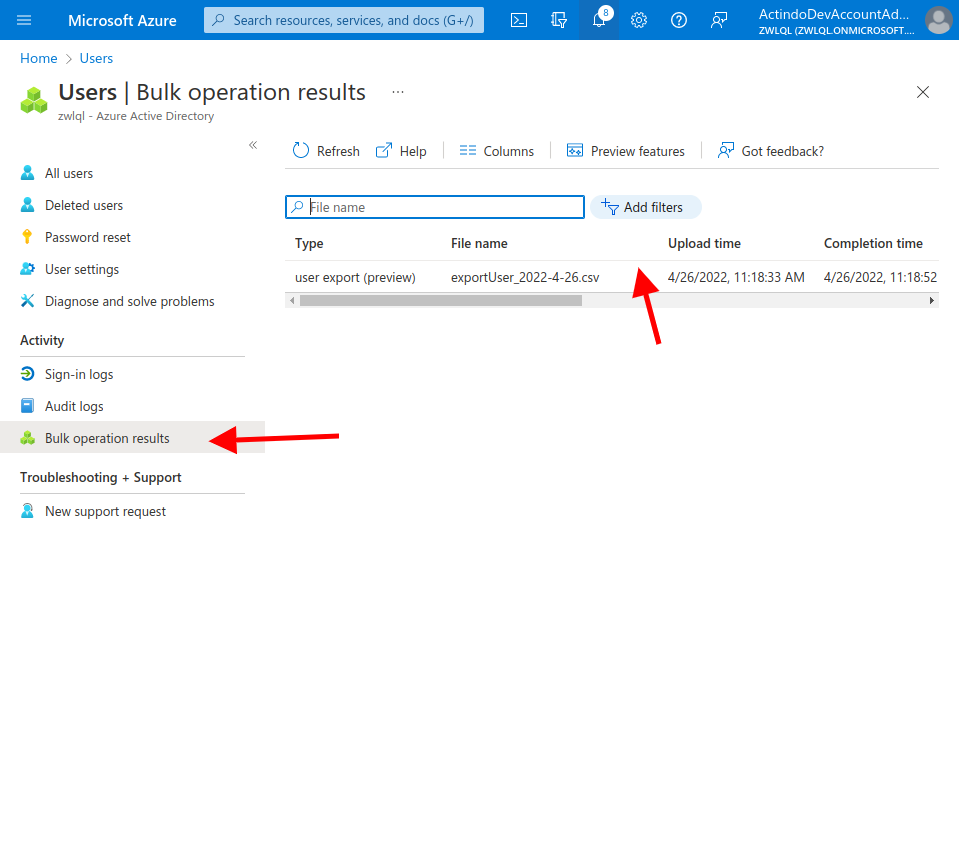 Microsoft Azure
Search resources, services, and docs (G+/)
8
ActindoDevAccountAd...
ZWLQL (ZWLQL.ONMICROSOFT....
Home > Users
Users | Bulk operation results ...
zwlql - Azure Active Directory
«
All users
Deleted users
Password reset
User settings
Diagnose and solve problems
Activity
Sign-in logs
Audit logs
Bulk operation results
Troubleshooting + Support
New support request
Refresh Help Columns Preview features Got feedback?
File name Add filters
Type File name Upload time Completion time
user export (preview) exportUser_2022-4-26.csv 4/26/2022, 11:18:33 AM 4/26/2022, 11:18:52